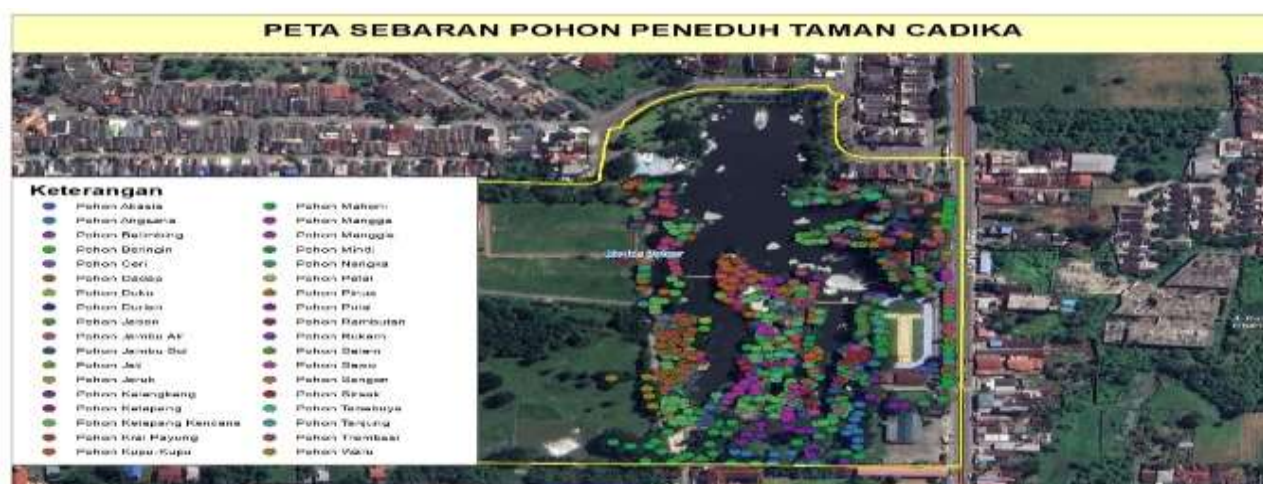 PETA SEBARAN POHON PENEDUH TAMAN CADIKA
Keterangan
Pohon Akasia
Pohon Angsana
Pohon Belimbing
Pohon Beringin
Pohon Ceri
Pohon Dadap
Pohon Duku
Pohon Durian
Pohon Jambu Air
Pohon Jambu Bol
Pohon Jati
Pohon Jeruk
Pohon Kelengkeng
Pohon Ketapang
Pohon Ketapang Kencana
Pohon Krai Payung
Pohon Kupu-Kupu
Pohon Mahoni
Pohon Mangga
Pohon Manggis
Pohon Mindi
Pohon Nangka
Pohon Petai
Pohon Pinus
Pohon Pulai
Pohon Rambutan
Pohon Rukam
Pohon Salam
Pohon Sawo
Pohon Sengon
Pohon Sirsak
Pohon Tabebuya
Pohon Tanjung
Pohon Trembesi
Pohon Waru